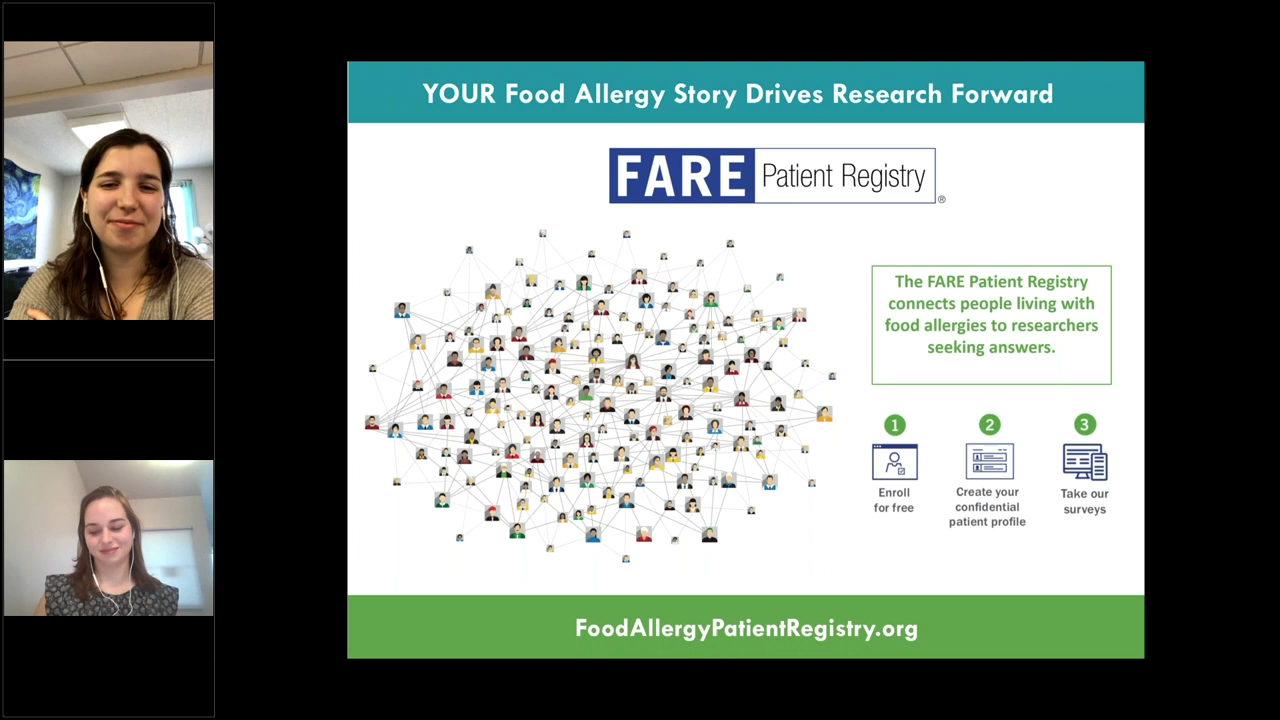 YOUR Food Allergy Story Drives Research Forward
FARE Patient Registry ®
The FARE Patient Registry
connects people living with
food allergies to researchers
seeking answers.
1
Enroll
for free
2
Create your
confidential
patient profile
3
Take our
surveys
FoodAllergyPatientRegistry.org